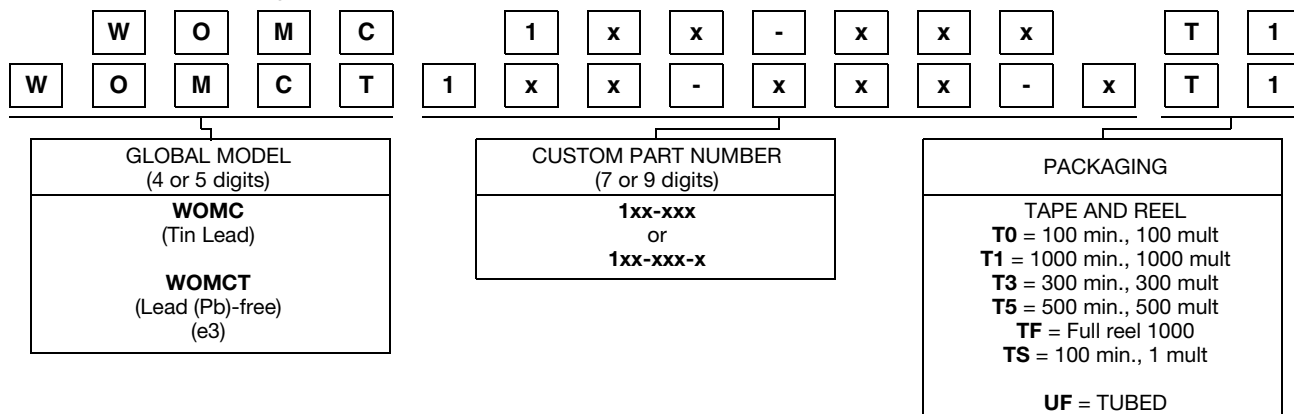 W O M C 1 x x - x x x T 1
W O M C T 1 x x - x x x - x T 1
GLOBAL MODEL
(4 or 5 digits)
WOMC
(Tin Lead)
WOMCT
(Lead (Pb)-free)
(e3)
CUSTOM PART NUMBER
(7 or 9 digits)
1xx-xxx
or
1xx-xxx-x
PACKAGING
TAPE AND REEL
T0 = 100 min., 100 mult
T1 = 1000 min., 1000 mult
T3 = 300 min., 300 mult
T5 = 500 min., 500 mult
TF = Full reel 1000
TS = 100 min., 1 mult
UF = TUBED